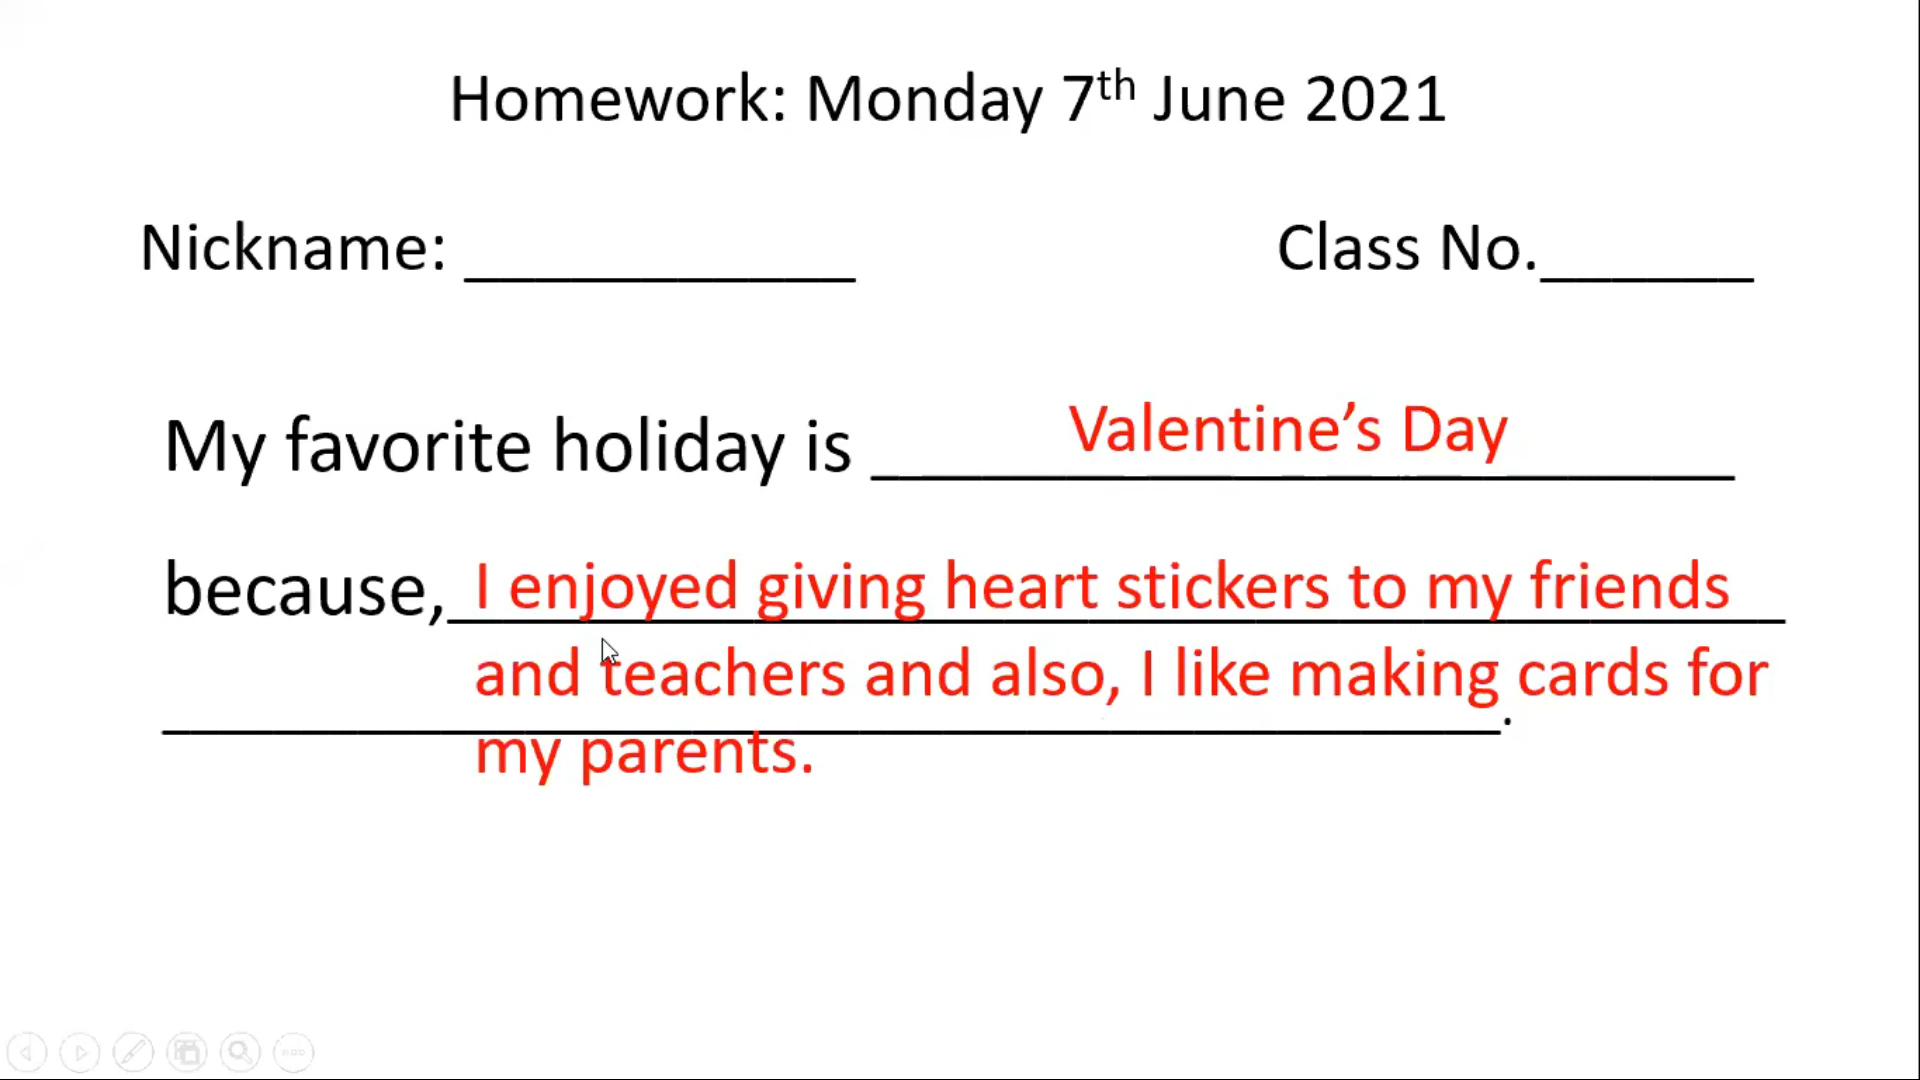 Homework: Monday 7th June 2021
Nickname: ___________ Class No.______
My favorite holiday is Valentine’s Day
because, I enjoyed giving heart stickers to my friends
and teachers and also, I like making cards for
my parents.